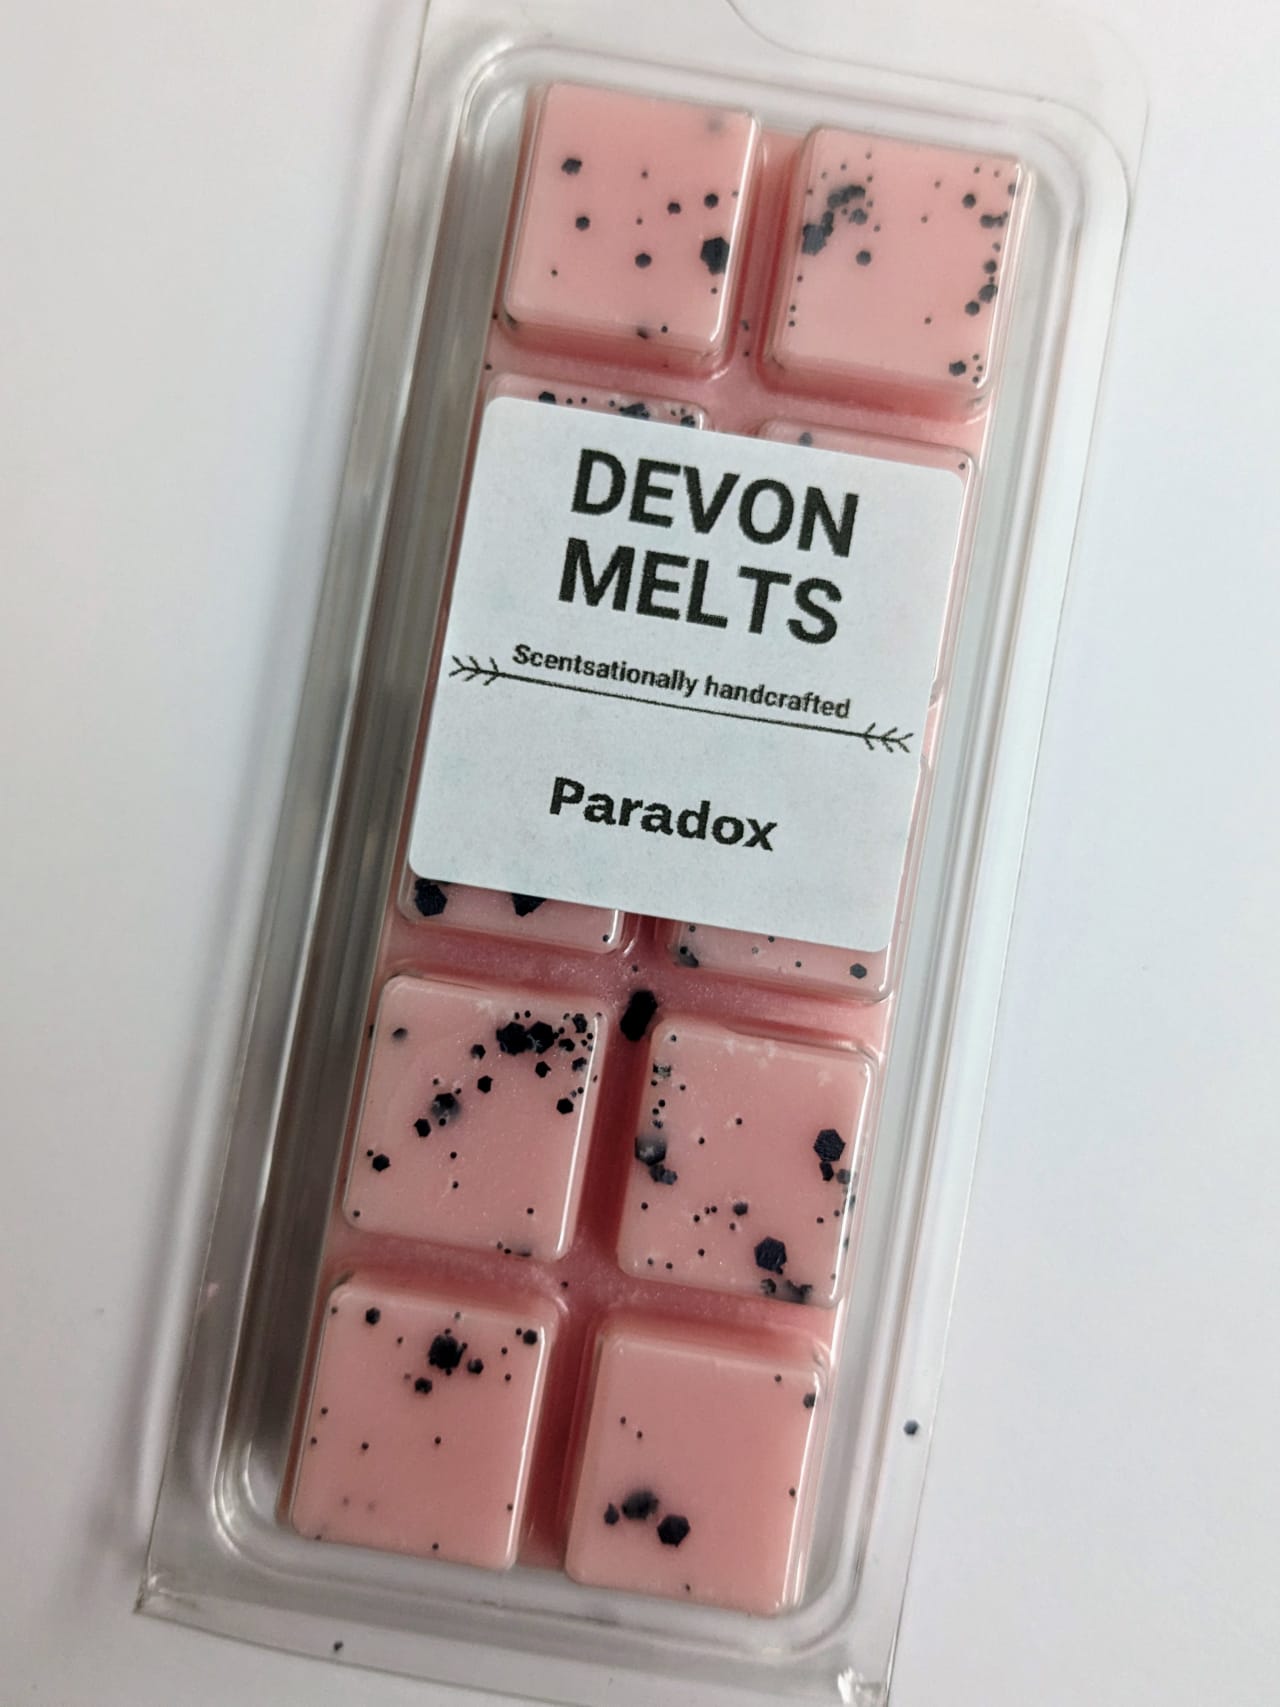 DEVON
MELTS
Scentsationally handcrafted
Paradox